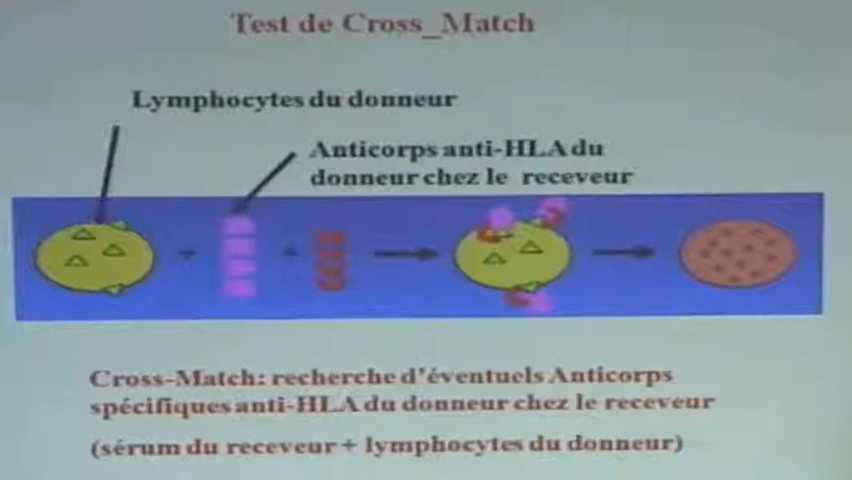 Test de Cross_Match
Lymphocytes du donneur
Anticorps anti-HLA du
donneur chez le receveur
+ +
Cross-Match: recherche d'éventuels Anticorps
spécifiques anti-HLA du donneur chez le receveur
(sérum du receveur + lymphocytes du donneur)